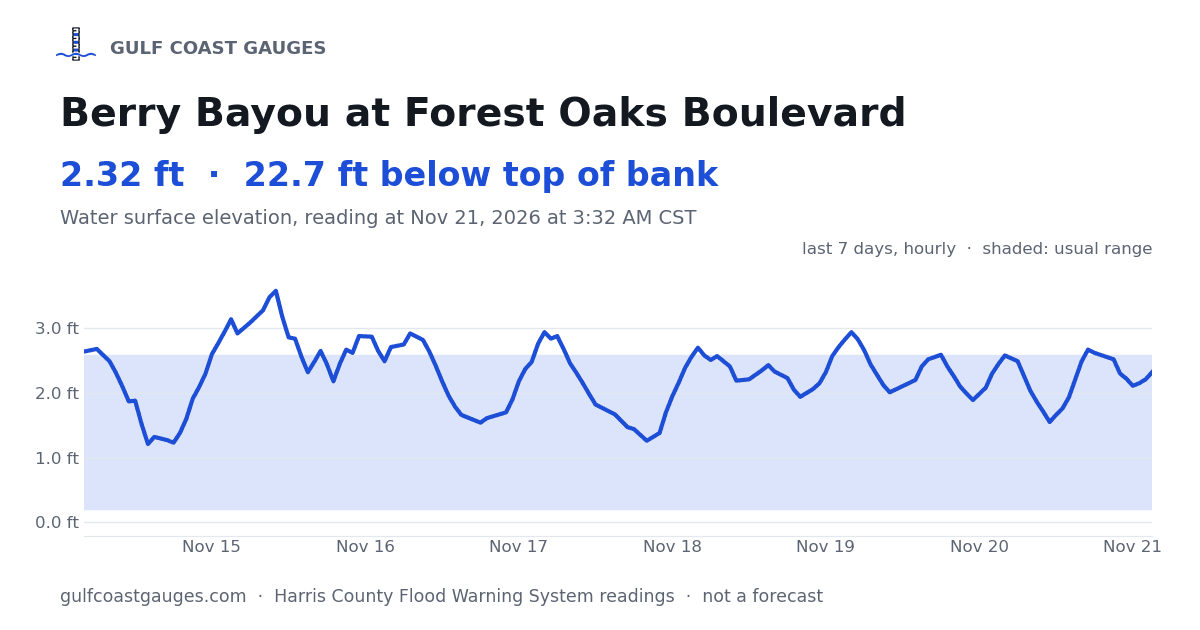 GULF COAST GAUGES
Berry Bayou at Forest Oaks Boulevard
2.32 ft · 22.7 ft below top of bank
Water surface elevation, reading at Nov 21, 2026 at 3:32 AM CST
last 7 days, hourly · shaded: usual range
3.0 ft
2.0 ft
1.0 ft
0.0 ft
Nov 15 Nov 16 Nov 17 Nov 18 Nov 19 Nov 20 Nov 21
gulfcoastgauges.com · Harris County Flood Warning System readings · not a forecast